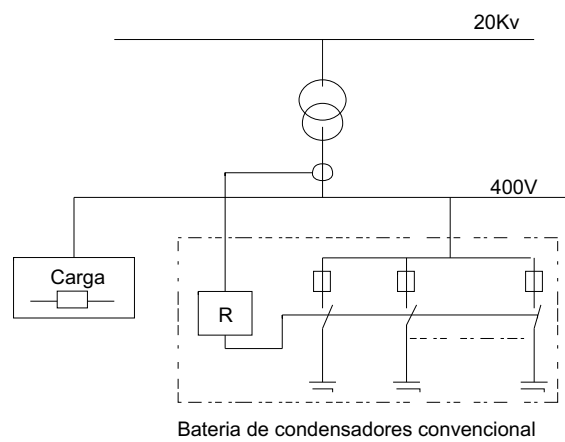 20Kv
400V
Carga
R
Bateria de condensadores convencional